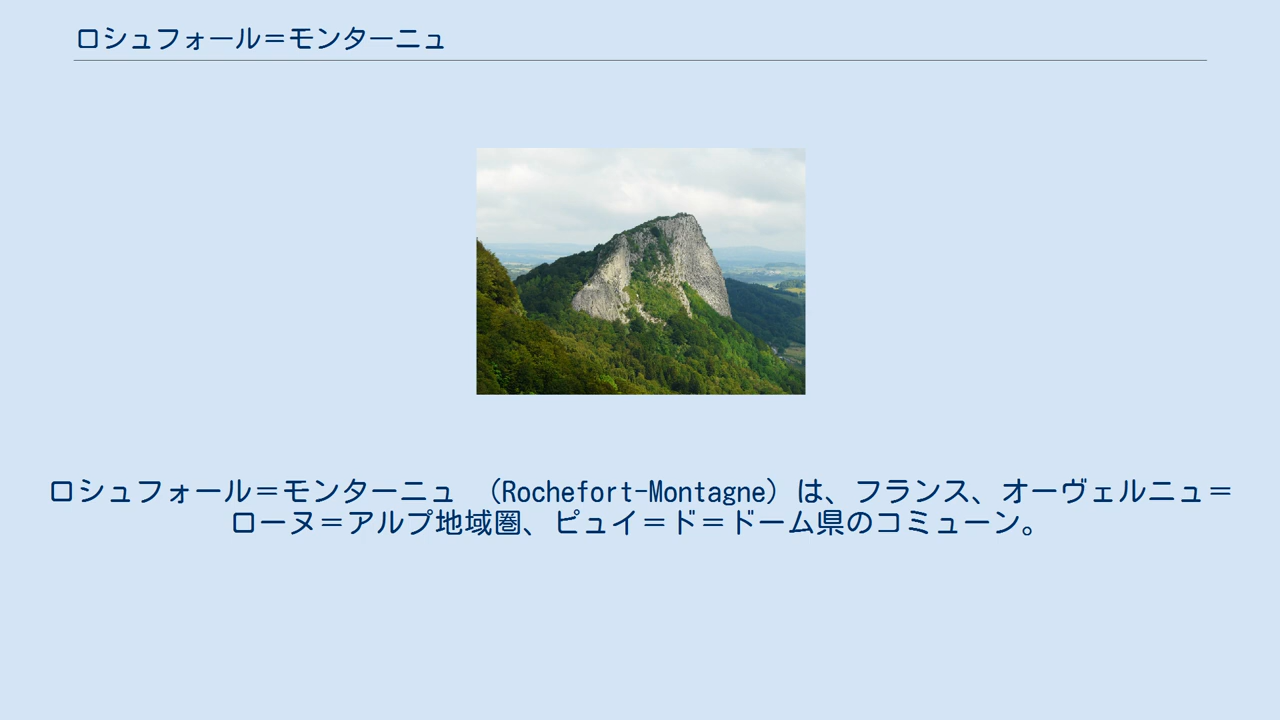 ロシュフォール＝モンターニュ
ロシュフォール＝モンターニュ （Rochefort-Montagne）は、フランス、オーヴェルニュ＝
ローヌ＝アルプ地域圏、ピュイ＝ド＝ドーム県のコミューン。